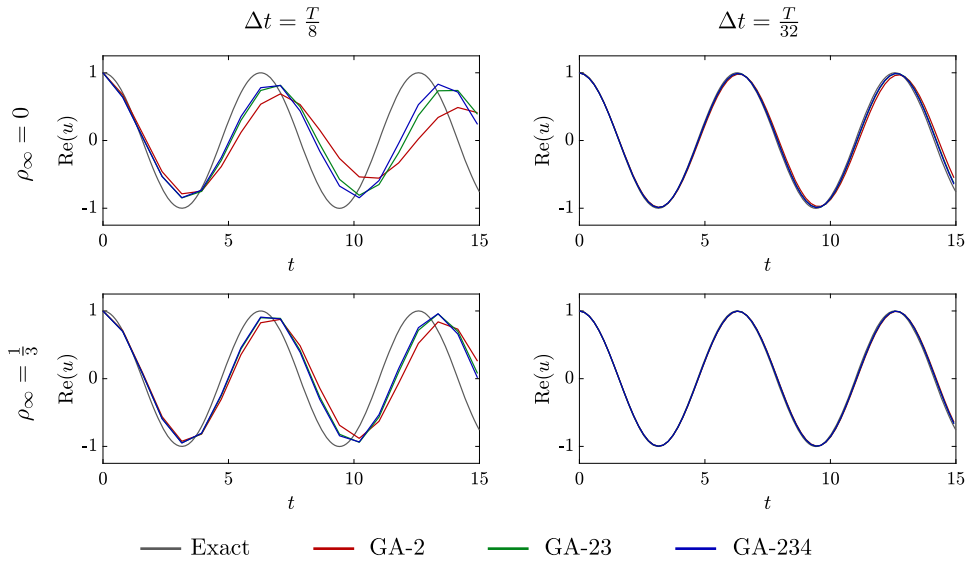 Δt = T/8
Δt = T/32
ρ∞ = 0
Re(u)
1
0
-1
0 5 10 15
t
Re(u)
1
0
-1
0 5 10 15
t
ρ∞ = 1/3
Re(u)
1
0
-1
0 5 10 15
t
Re(u)
1
0
-1
0 5 10 15
t
Exact GA-2 GA-23 GA-234